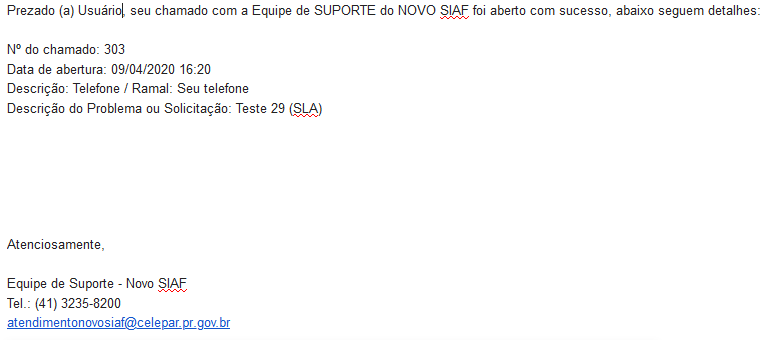 Prezado (a) Usuário, seu chamado com a Equipe de SUPORTE do NOVO SIAF foi aberto com sucesso, abaixo seguem detalhes:
Nº do chamado: 303
Data de abertura: 09/04/2020 16:20
Descrição: Telefone / Ramal: Seu telefone
Descrição do Problema ou Solicitação: Teste 29 (SLA)
Atenciosamente,
Equipe de Suporte - Novo SIAF
Tel.: (41) 3235-8200
atendimentonovosiaf@celepar.pr.gov.br